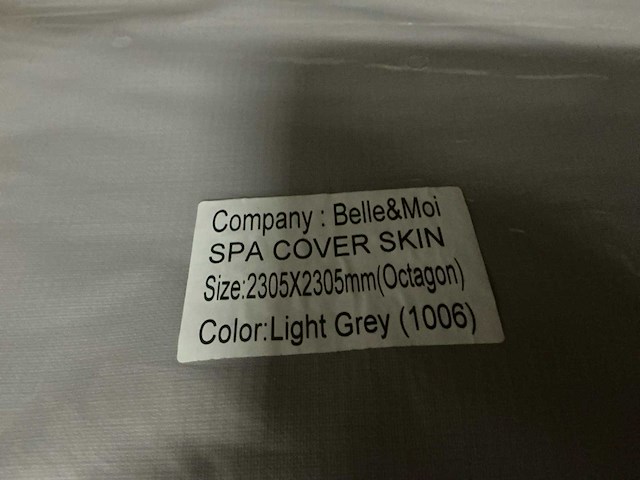 Company : Belle&Moi
SPA COVER SKIN
Size:2305X2305mm(Octagon)
Color:Light Grey (1006)